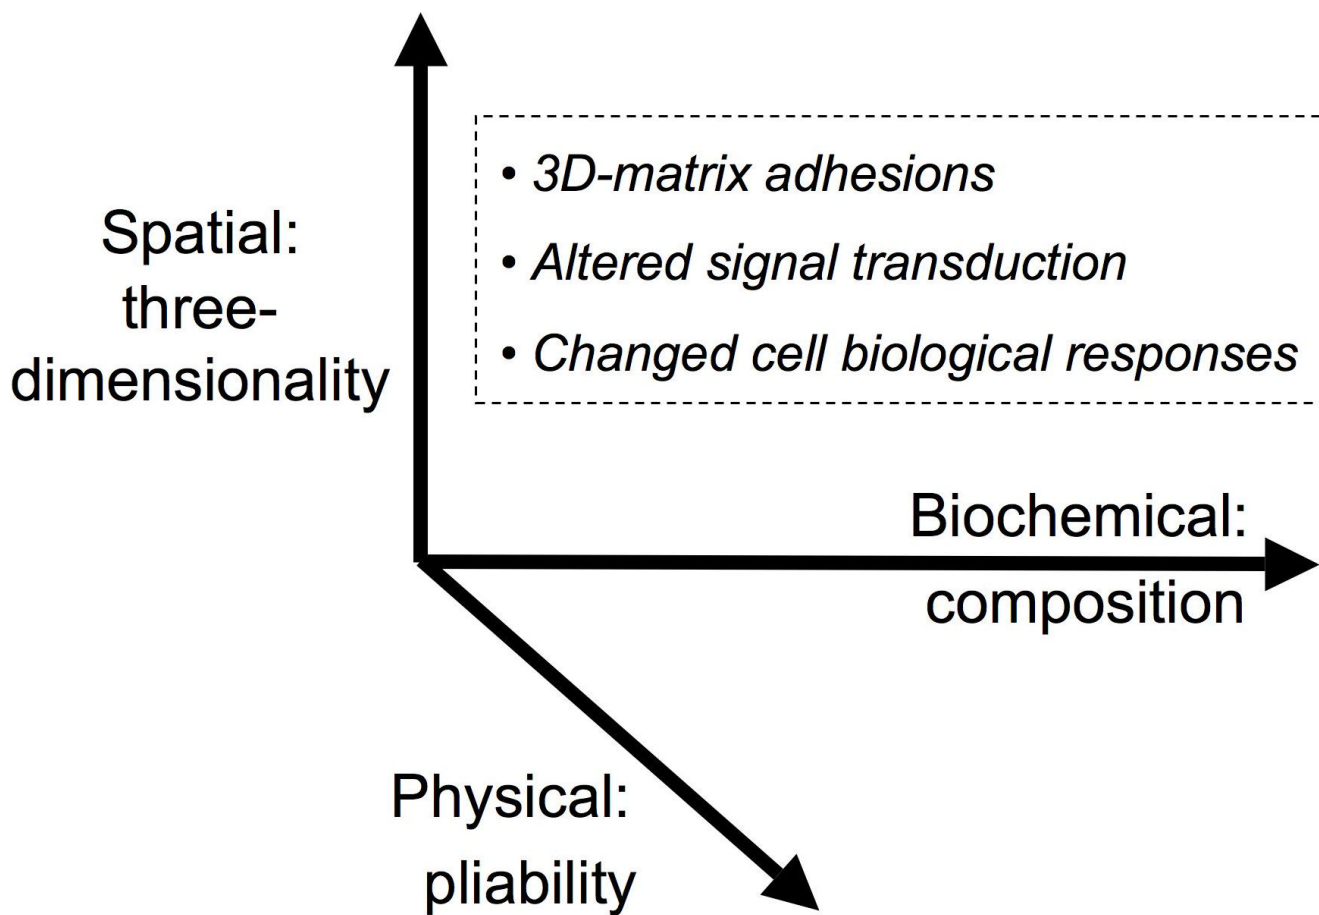 Spatial:
three-
dimensionality
• 3D-matrix adhesions
• Altered signal transduction
• Changed cell biological responses
Biochemical:
composition
Physical:
pliability